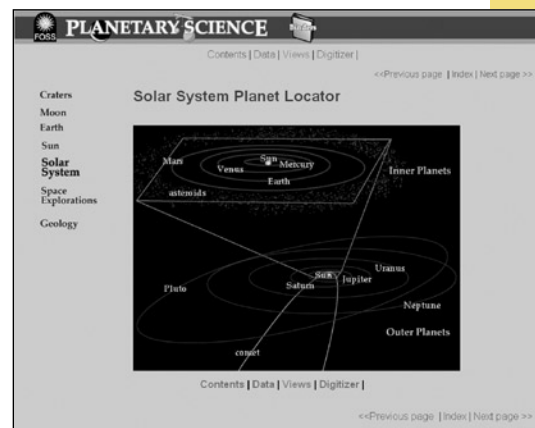 FOSS PLANETARY SCIENCE
Contents | Data | Views | Digitizer |
<<Previous page | Index | Next page >>
Craters
Moon
Earth
Sun
Solar
System
Space
Explorations
Geology
Solar System Planet Locator
Mars
Venus
Sun
Mercury
Earth
asteroids
Inner Planets
Pluto
Saturn
Sun
Jupiter
Uranus
Neptune
Outer Planets
comet
Contents | Data | Views | Digitizer |
<<Previous page | Index | Next page >>